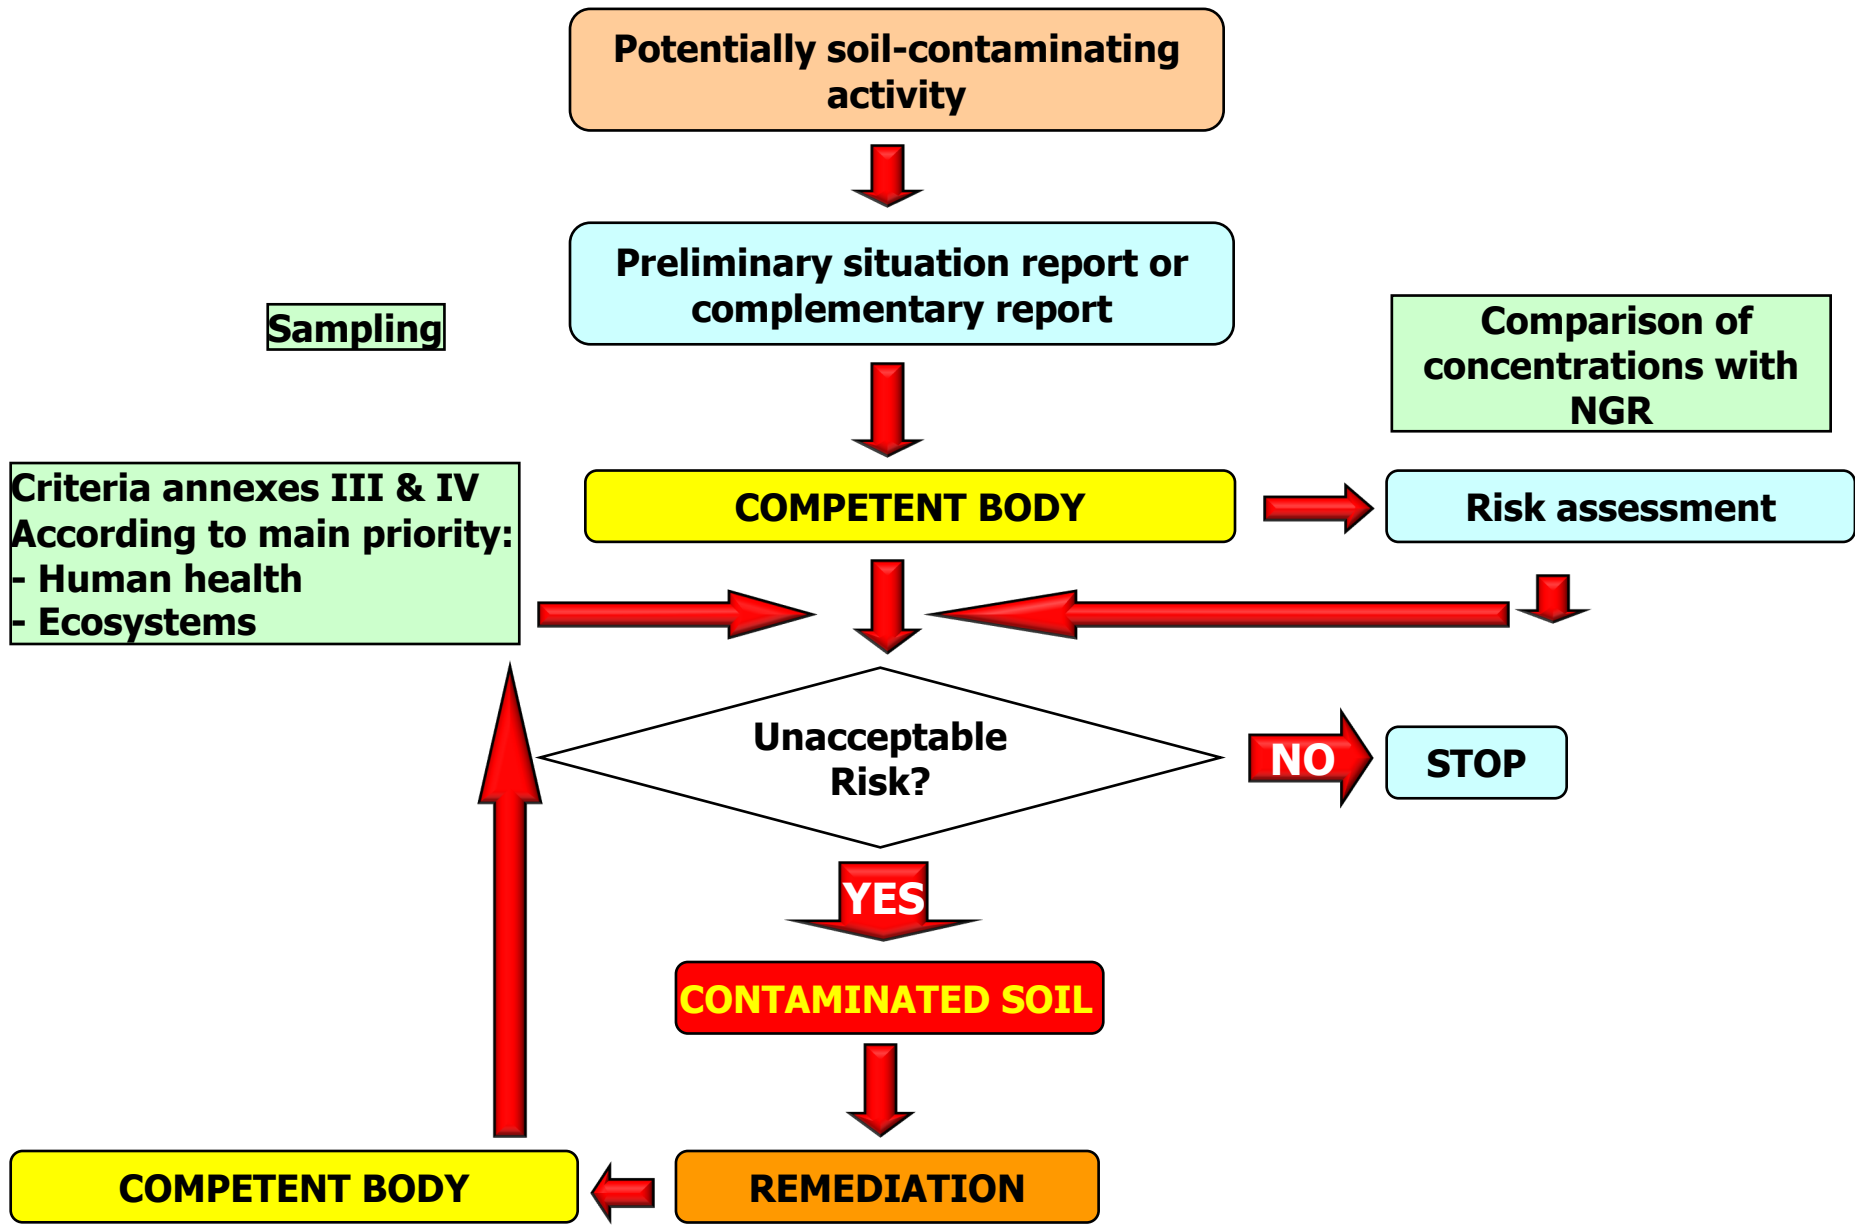 Potentially soil-contaminating
activity
Preliminary situation report or
complementary report
Sampling
Comparison of
concentrations with
NGR
Criteria annexes III & IV
According to main priority:
- Human health
- Ecosystems
COMPETENT BODY
Risk assessment
Unacceptable
Risk?
NO
STOP
YES
CONTAMINATED SOIL
COMPETENT BODY
REMEDIATION